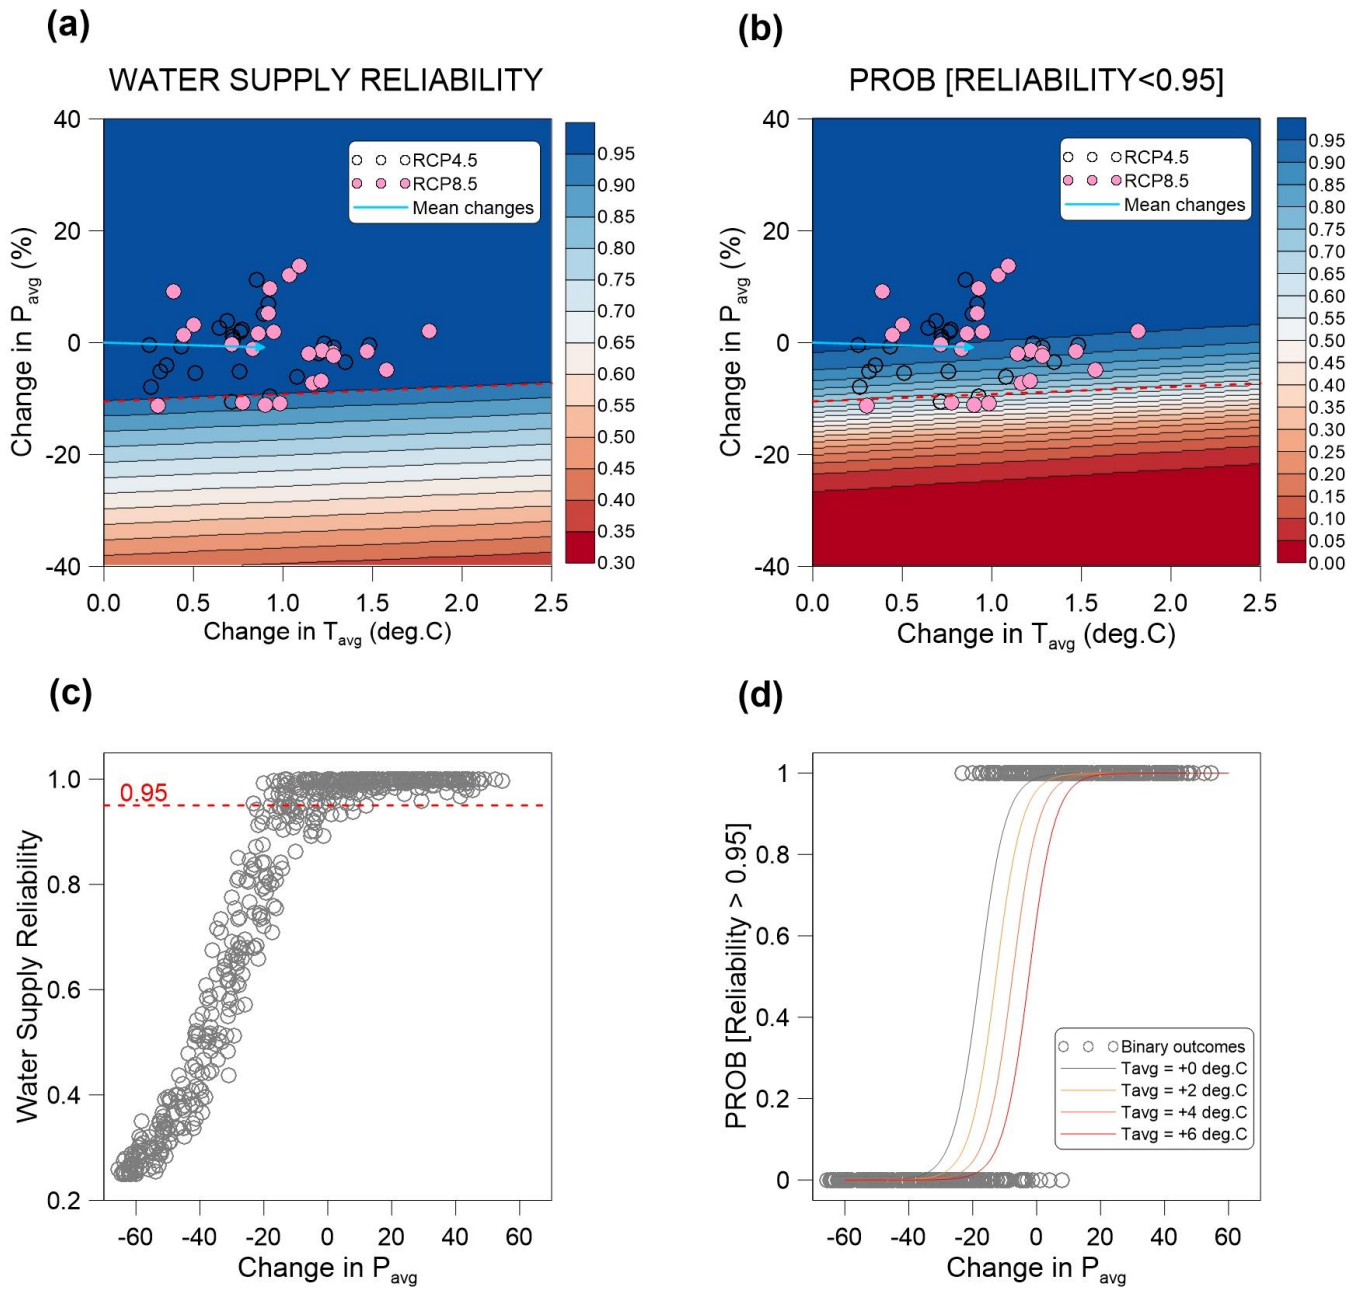 (a)
WATER SUPPLY RELIABILITY
Change in Pavg (%)
40
20
0
-20
-40
0.0 0.5 1.0 1.5 2.0 2.5
Change in Tavg (deg.C)
RCP4.5
RCP8.5
Mean changes
0.95
0.90
0.85
0.80
0.75
0.70
0.65
0.60
0.55
0.50
0.45
0.40
0.35
0.30
(b)
PROB [RELIABILITY<0.95]
Change in Pavg (%)
40
20
0
-20
-40
0.0 0.5 1.0 1.5 2.0 2.5
Change in Tavg (deg.C)
RCP4.5
RCP8.5
Mean changes
0.95
0.90
0.85
0.80
0.75
0.70
0.65
0.60
0.55
0.50
0.45
0.40
0.35
0.30
0.25
0.20
0.15
0.10
0.05
0.00
(c)
Water Supply Reliability
1.0
0.8
0.6
0.4
0.2
0.95
-60 -40 -20 0 20 40 60
Change in Pavg
(d)
PROB [Reliability > 0.95]
1
0.8
0.6
0.4
0.2
0
Binary outcomes
Tavg = +0 deg.C
Tavg = +2 deg.C
Tavg = +4 deg.C
Tavg = +6 deg.C
-60 -40 -20 0 20 40 60
Change in Pavg